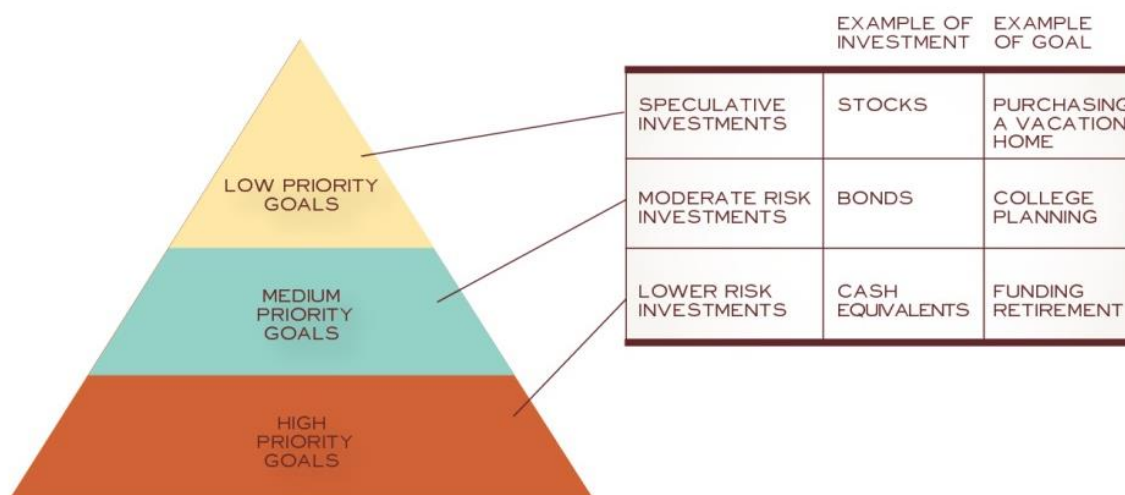 EXAMPLE OF INVESTMENT
EXAMPLE OF GOAL
LOW PRIORITY
GOALS
MEDIUM
PRIORITY
GOALS
HIGH
PRIORITY
GOALS
SPECULATIVE
INVESTMENTS
STOCKS
PURCHASING
A VACATION
HOME
MODERATE RISK
INVESTMENTS
BONDS
COLLEGE
PLANNING
LOWER RISK
INVESTMENTS
CASH
EQUIVALENTS
FUNDING
RETIREMENT